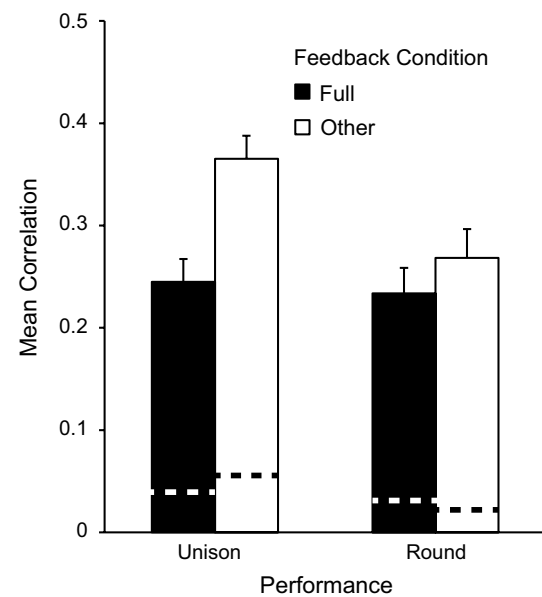 0.5
0.4
0.3
0.2
0.1
0
Mean Correlation
Feedback Condition
Full
Other
Unison
Round
Performance